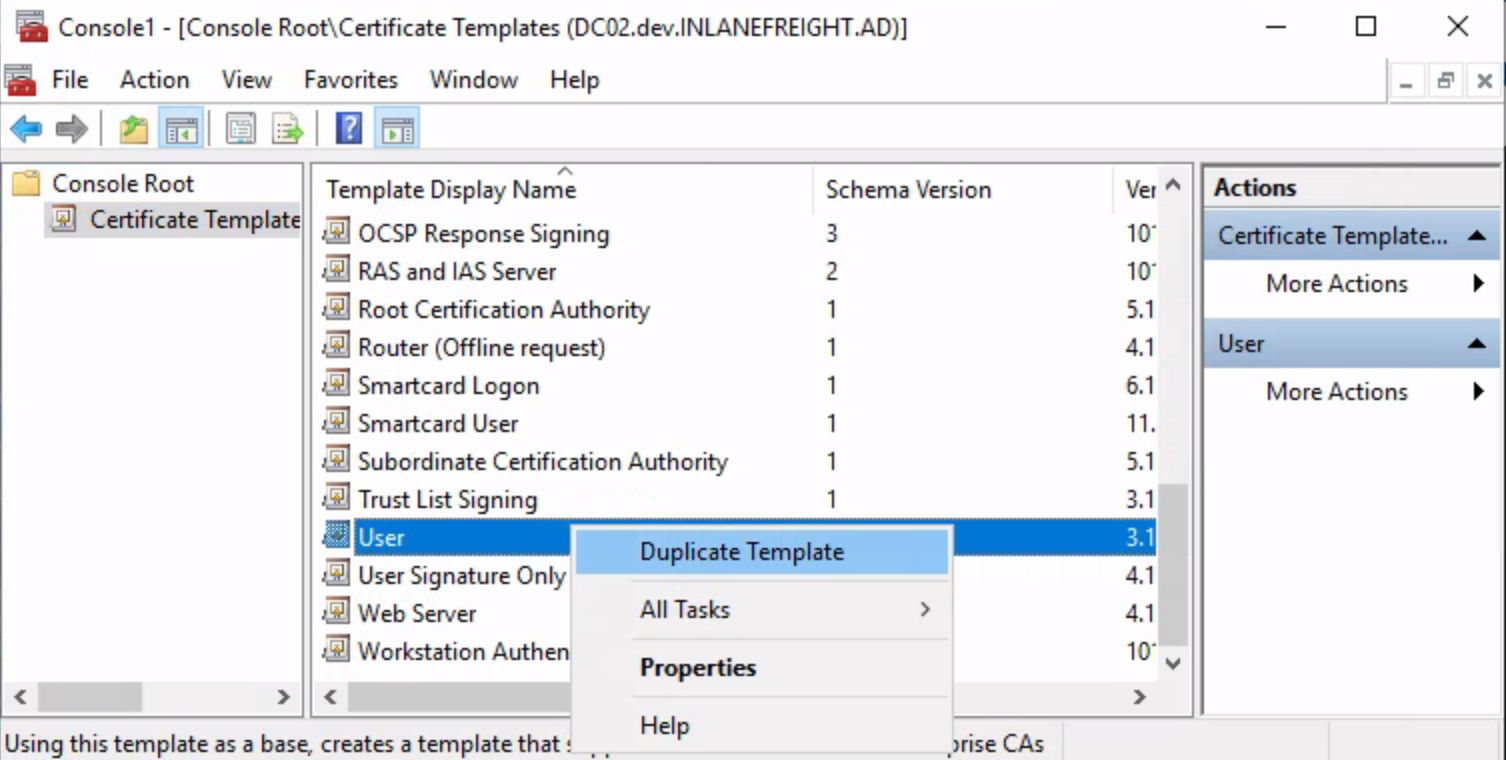 Console1 - [Console Root\Certificate Templates (DC02.dev.INLANEFREIGHT.AD)]
File Action View Favorites Window Help
Console Root
Certificate Template
Template Display Name Schema Version Ver
OCSP Response Signing 3 10
RAS and IAS Server 2 10
Root Certification Authority 1 5.1
Router (Offline request) 1 4.1
Smartcard Logon 1 6.1
Smartcard User 1 11.
Subordinate Certification Authority 1 5.1
Trust List Signing 1 3.1
User 3.1
User Signature Only 4.1
Web Server 4.1
Workstation Authen 10
Duplicate Template
All Tasks
Properties
Help
Actions
Certificate Template...
More Actions
User
More Actions
Using this template as a base, creates a template that prise CAs